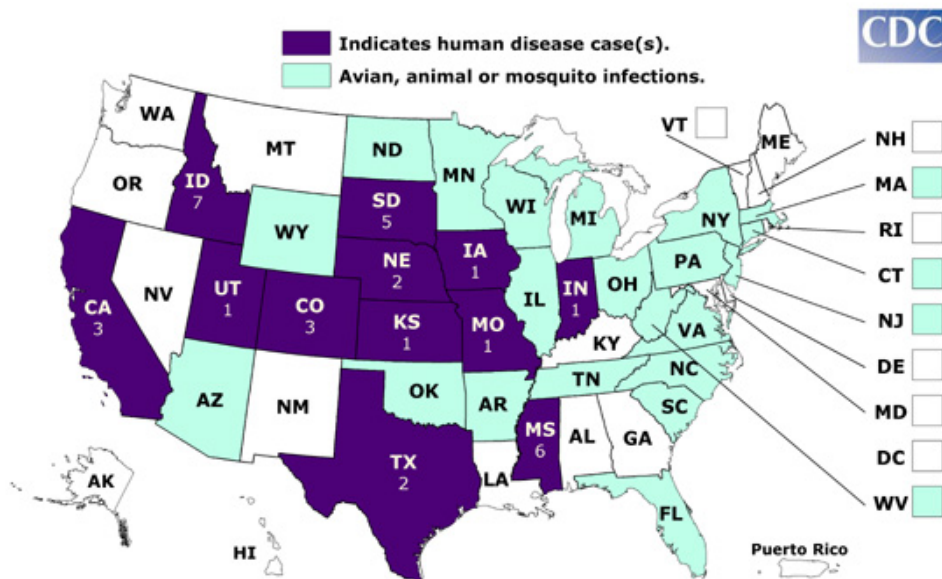 Indicates human disease case(s).
CDC
Avian, animal or mosquito infections.
WA
VT
ME
NH
MT
ND
MN
OR
ID
7
MA
SD
5
WI
MI
NY
RI
WY
IA
1
PA
CT
NE
2
CA
3
NV
UT
1
CO
3
IL
IN
1
OH
NJ
KS
1
MO
1
VA
KY
DE
AZ
NM
OK
AR
TN
NC
MD
SC
MS
6
AL
GA
DC
TX
2
LA
AK
WV
FL
HI
Puerto Rico